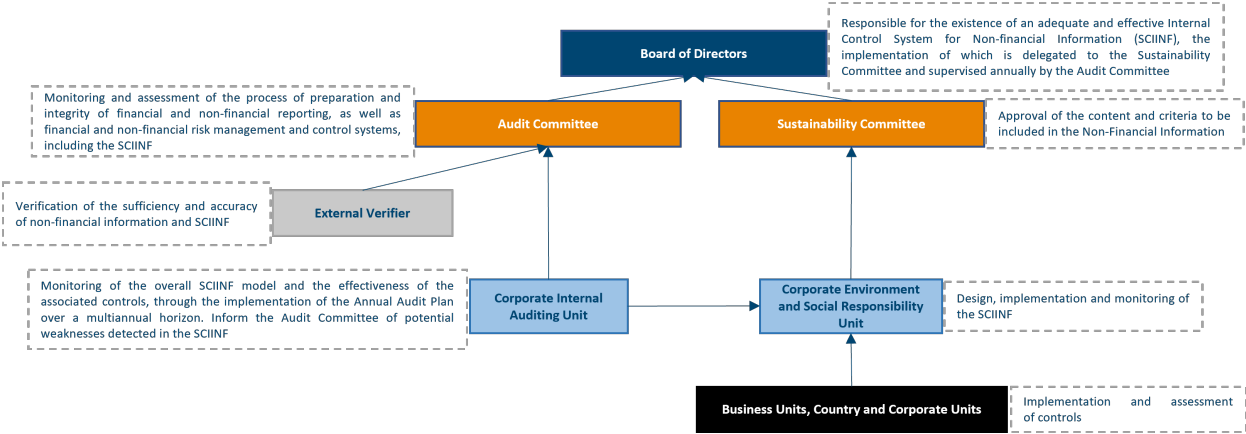 Responsible for the existence of an adequate and effective Internal
Control System for Non-financial Information (SCIINF), the
implementation of which is delegated to the Sustainability
Committee and supervised annually by the Audit Committee
Board of Directors
Monitoring and assessment of the process of preparation and
integrity of financial and non-financial reporting, as well as
financial and non-financial risk management and control systems,
including the SCIINF
Audit Committee
Sustainability Committee
Approval of the content and criteria to be
included in the Non-Financial Information
Verification of the sufficiency and accuracy
of non-financial information and SCIINF
External Verifier
Monitoring of the overall SCIINF model and the effectiveness of the
associated controls, through the implementation of the Annual Audit Plan
over a multiannual horizon. Inform the Audit Committee of potential
weaknesses detected in the SCIINF
Corporate Internal
Auditing Unit
Corporate Environment
and Social Responsibility
Unit
Design, implementation and monitoring of
the SCIINF
Business Units, Country and Corporate Units
Implementation and assessment
of controls